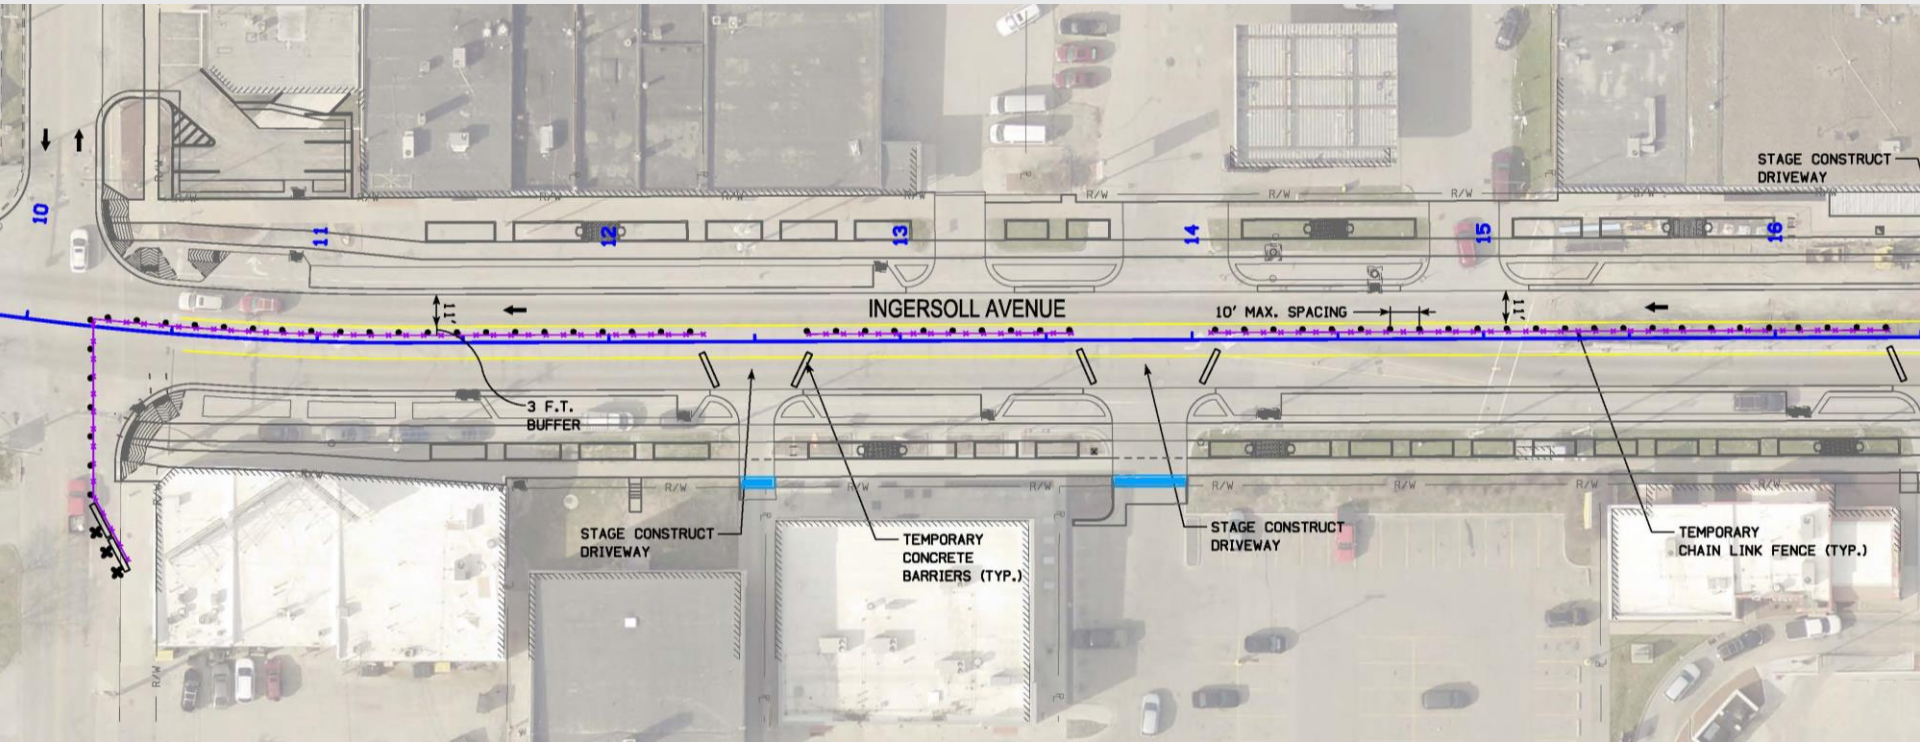 STAGE CONSTRUCT
DRIVEWAY
R/W
R/W
R/W
R/W
R/W
R/W
R/W
R/W
R/W
10
11
12
13
14
15
16
11'
INGERSOLL AVENUE
10' MAX. SPACING
11'
3 F.T.
BUFFER
R/W
R/W
R/W
R/W
R/W
R/W
R/W
R/W
R/W
R/W
STAGE CONSTRUCT
DRIVEWAY
TEMPORARY
CONCRETE
BARRIERS (TYP.)
STAGE CONSTRUCT
DRIVEWAY
TEMPORARY
CHAIN LINK FENCE (TYP.)
R/W